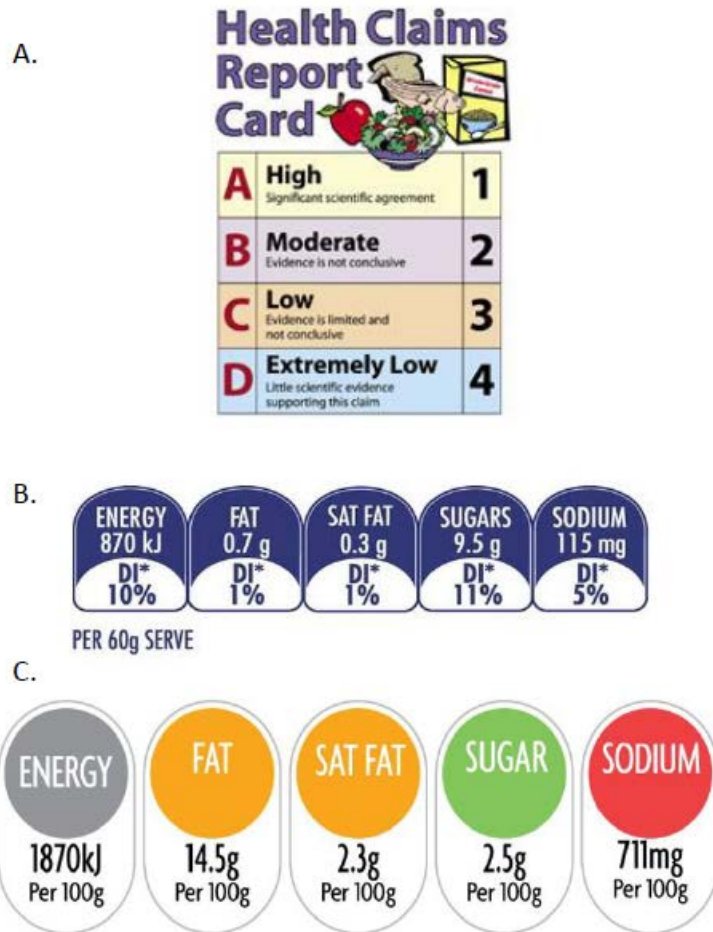 A.
Health Claims
Report
Card
A High 1
Significant scientific agreement
B Moderate 2
Evidence is not conclusive
C Low 3
Evidence is limited and
not conclusive
D Extremely Low 4
Little scientific evidence
supporting this claim
B.
ENERGY FAT SAT FAT SUGARS SODIUM
870 kJ 0.7 g 0.3 g 9.5 g 115 mg
DI* DI* DI* DI* DI*
10% 1% 1% 11% 5%
PER 60g SERVE
C.
ENERGY FAT SAT FAT SUGAR SODIUM
1870kJ 14.5g 2.3g 2.5g 711mg
Per 100g Per 100g Per 100g Per 100g Per 100g